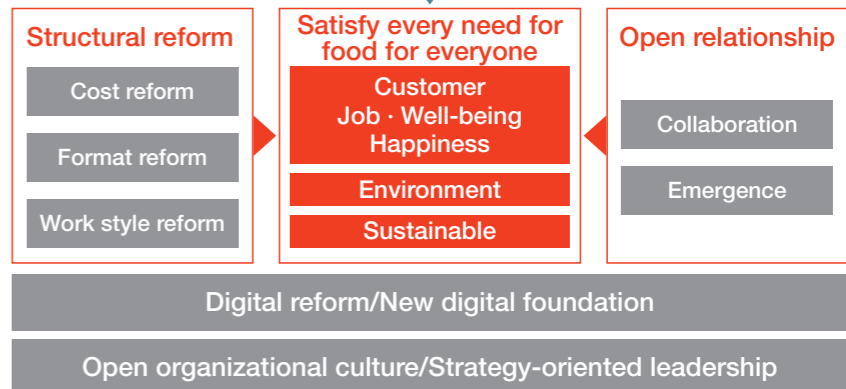 Structural reform
Cost reform
Format reform
Work style reform
Satisfy every need for
food for everyone
Customer
Job · Well-being
Happiness
Environment
Sustainable
Open relationship
Collaboration
Emergence
Digital reform/New digital foundation
Open organizational culture/Strategy-oriented leadership